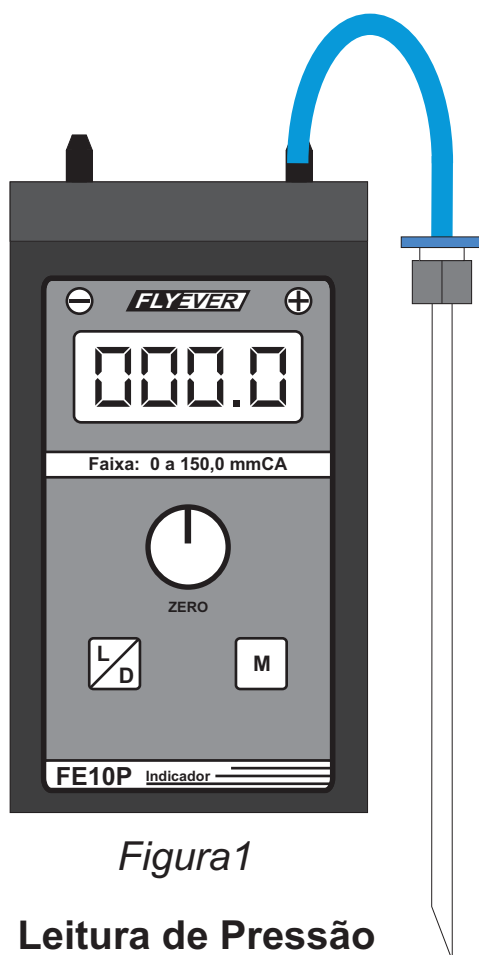 FLYEVER
000.0
Faixa: 0 a 150,0 mmCA
ZERO
L/D
M
FE10P Indicador
Figura1
Leitura de Pressão